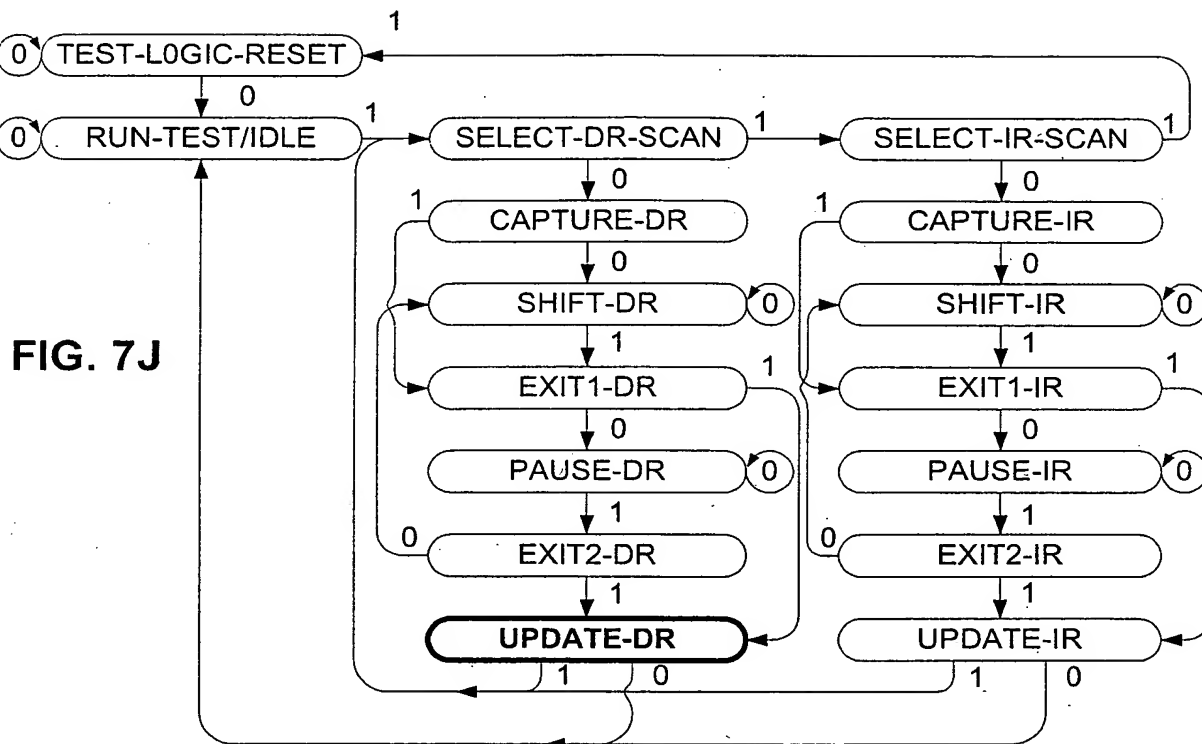 1
0 TEST-L0GIC-RESET
0
1
0 RUN-TEST/IDLE
SELECT-DR-SCAN 1 SELECT-IR-SCAN 1
0 0
1 CAPTURE-DR 1 CAPTURE-IR
0 0
SHIFT-DR 0 SHIFT-IR 0
FIG. 7J
1 1
EXIT1-DR 1 EXIT1-IR 1
0 0
PAUSE-DR 0 PAUSE-IR 0
1 1
0 EXIT2-DR 0 EXIT2-IR
1 1
UPDATE-DR UPDATE-IR
1 0 1 0